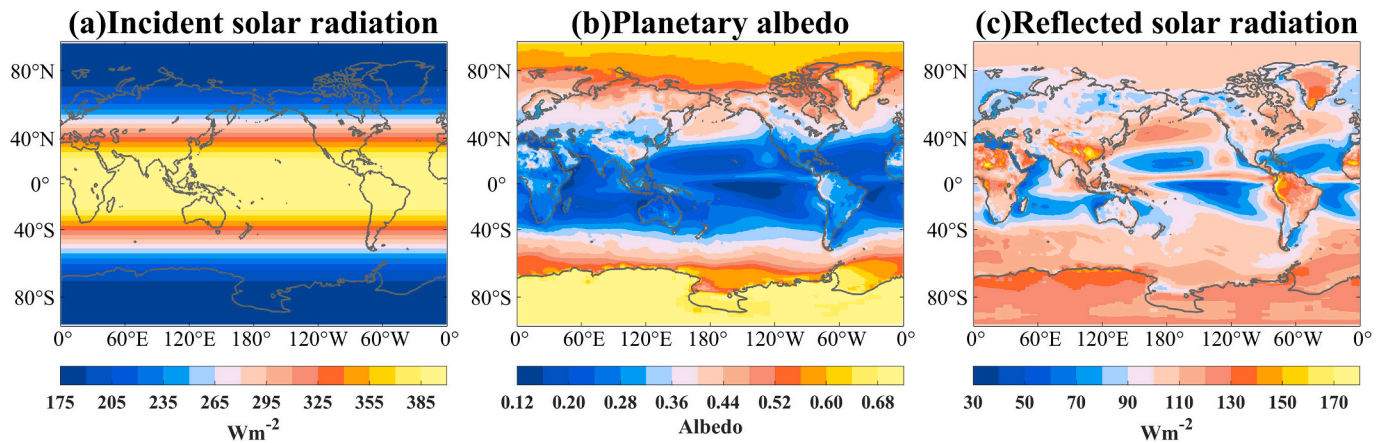 (a)Incident solar radiation
80°N
40°N
0°
40°S
80°S
0° 60°E 120°E 180° 120°W 60°W 0°
175 205 235 265 295 325 355 385
Wm⁻²
(b)Planetary albedo
80°N
40°N
0°
40°S
80°S
0° 60°E 120°E 180° 120°W 60°W 0°
0.12 0.20 0.28 0.36 0.44 0.52 0.60 0.68
Albedo
(c)Reflected solar radiation
80°N
40°N
0°
40°S
80°S
0° 60°E 120°E 180° 120°W 60°W 0°
30 50 70 90 110 130 150 170
Wm⁻²